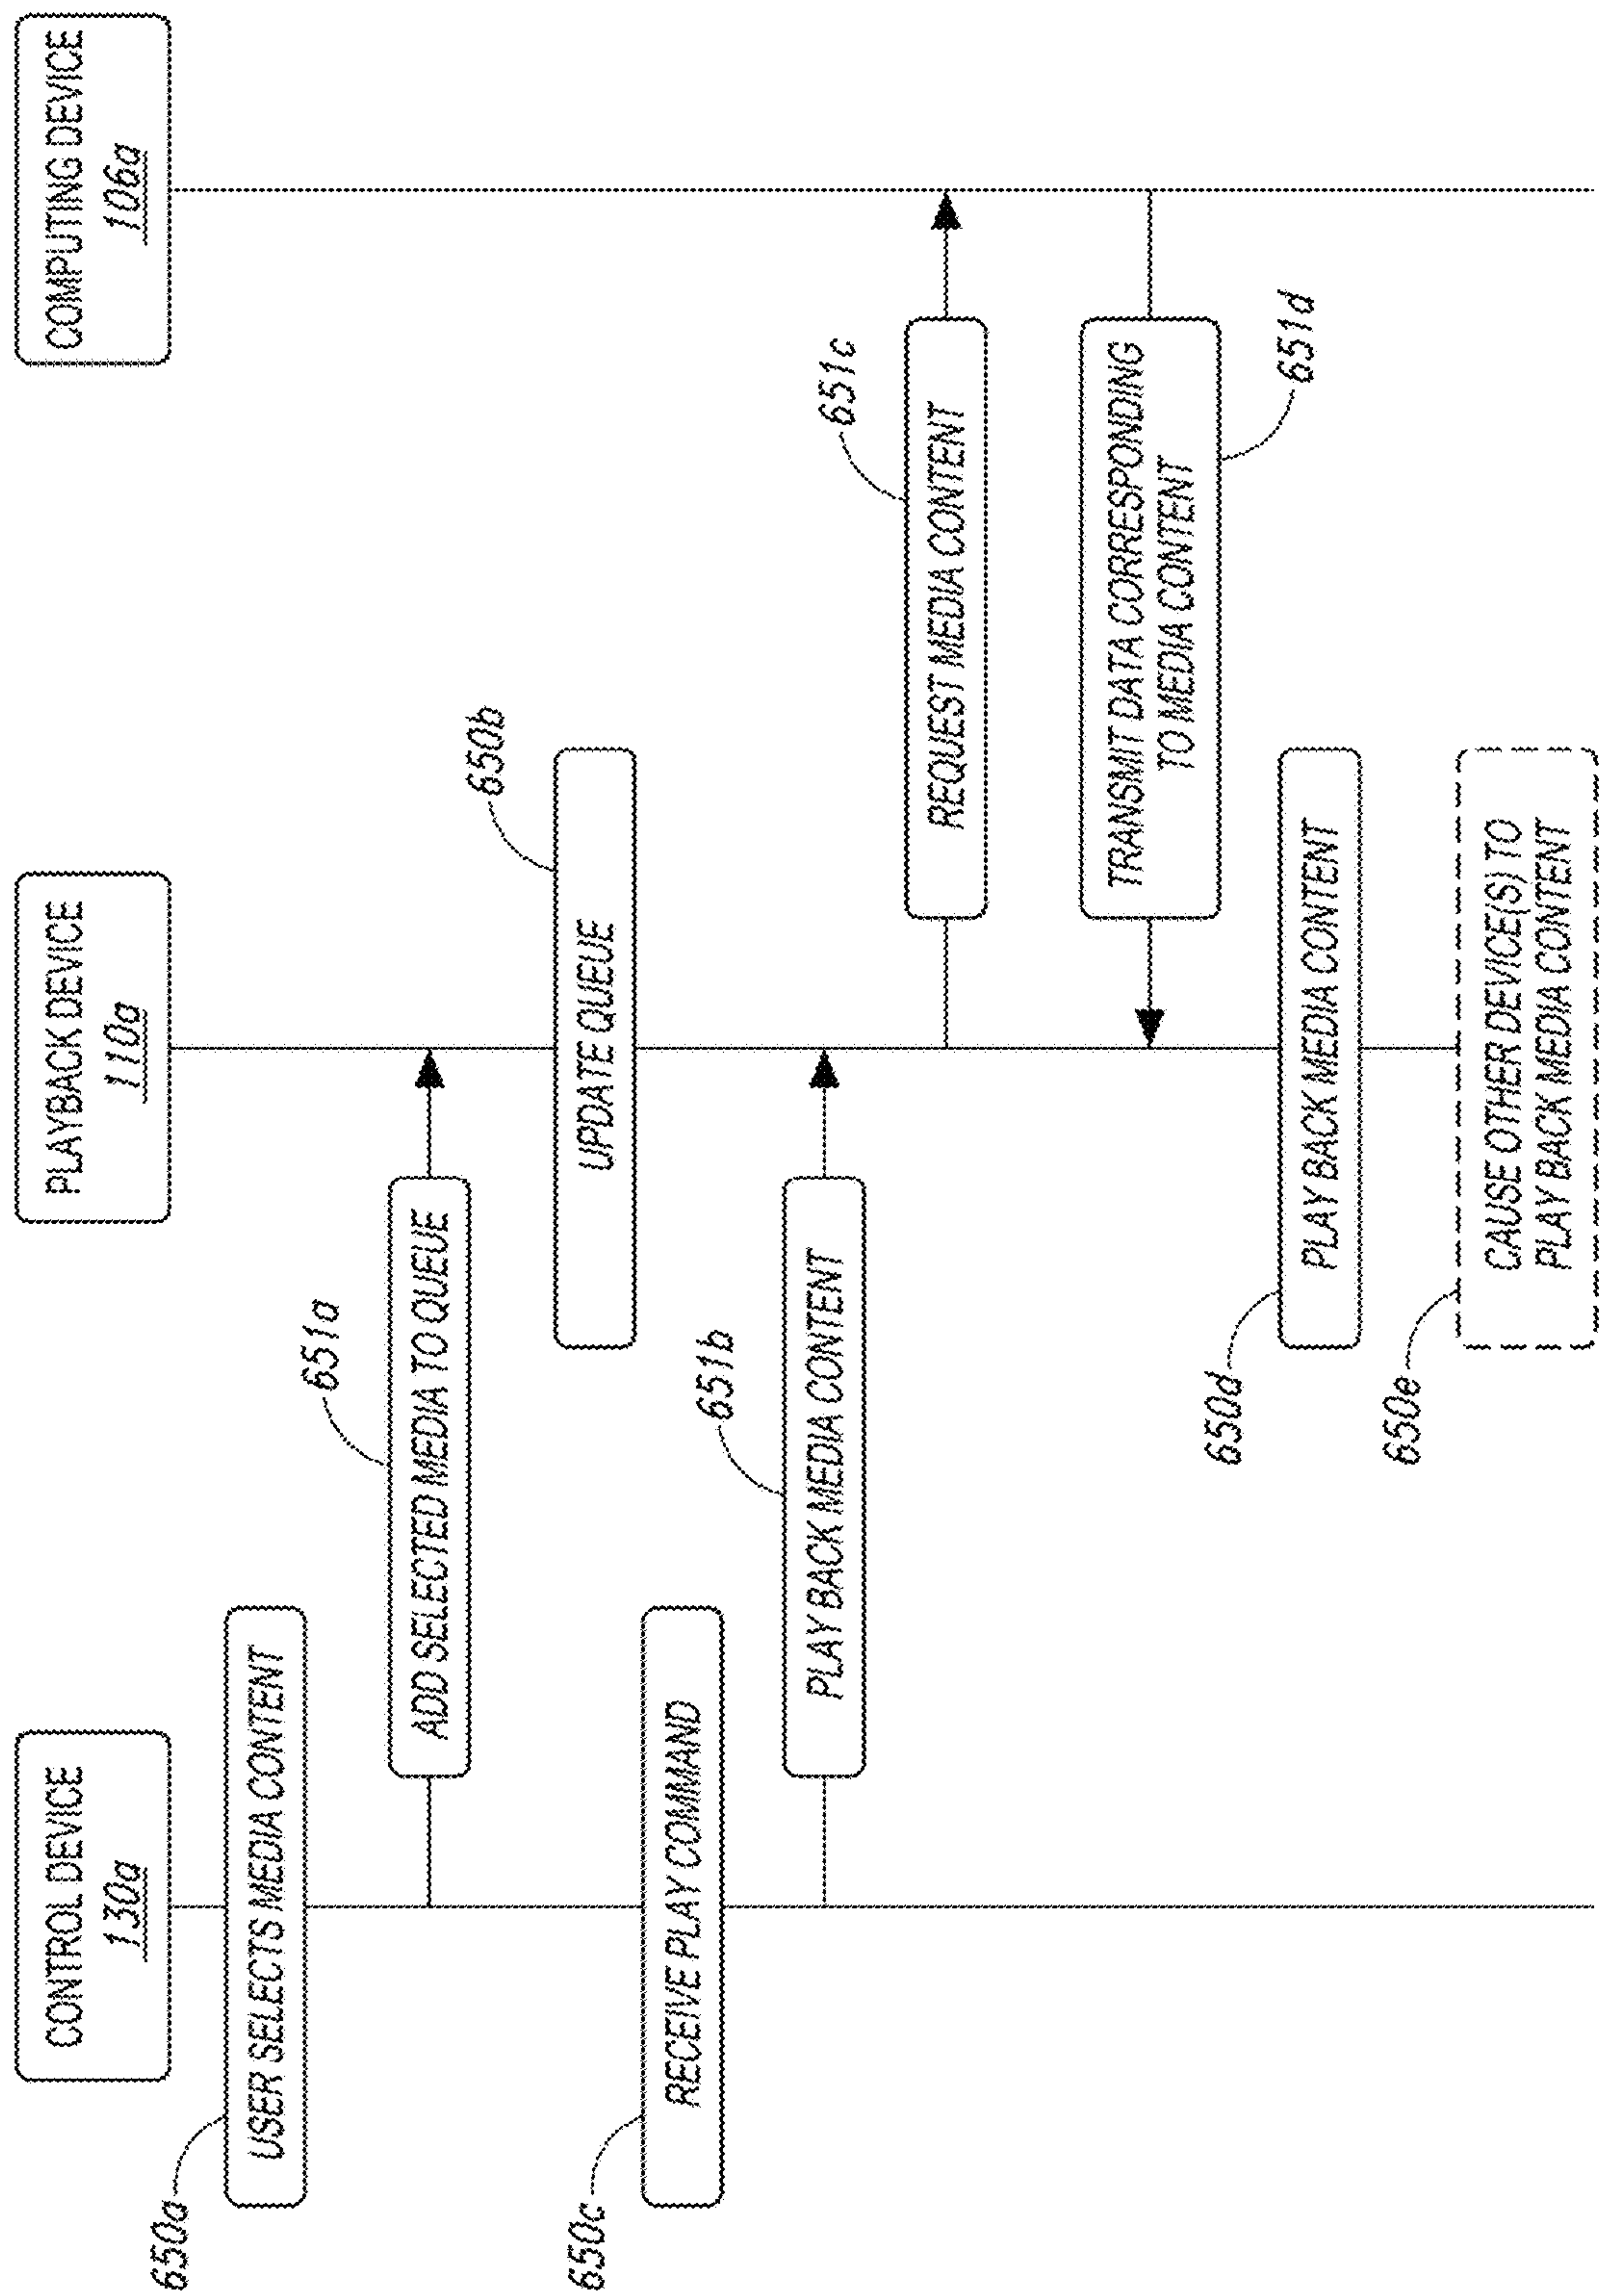 CONTROL DEVICE
130a
PLAYBACK DEVICE
110a
COMPUTING DEVICE
106a
650a
USER SELECTS MEDIA CONTENT
651a
ADD SELECTED MEDIA TO QUEUE
650b
UPDATE QUEUE
650c
RECEIVE PLAY COMMAND
651b
PLAY BACK MEDIA CONTENT
651c
REQUEST MEDIA CONTENT
TRANSMIT DATA CORRESPONDING
TO MEDIA CONTENT
651d
650d
PLAY BACK MEDIA CONTENT
650e
CAUSE OTHER DEVICE(S) TO
PLAY BACK MEDIA CONTENT